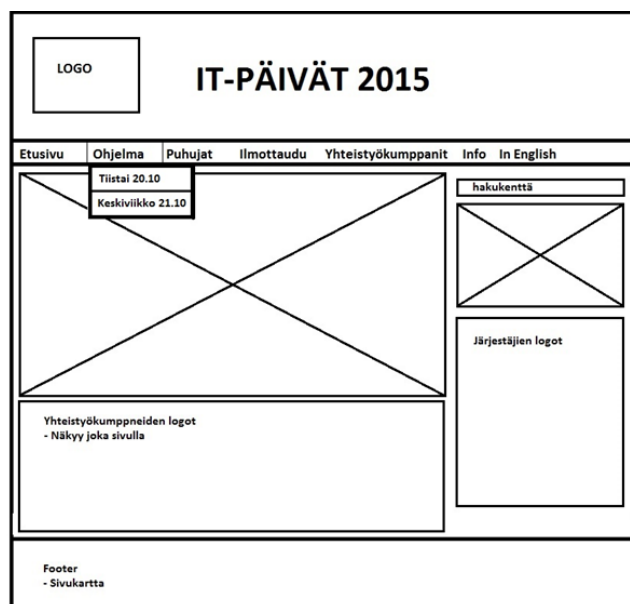 LOGO
IT-PÄIVÄT 2015
Etusivu Ohjelma Puhujat Ilmottaudu Yhteistyökumppanit Info In English
Tiistai 20.10
Keskiviikko 21.10
hakukenttä
Järjestäjien logot
Yhteistyökumppneiden logot
- Näkyy joka sivulla
Footer
- Sivukartta